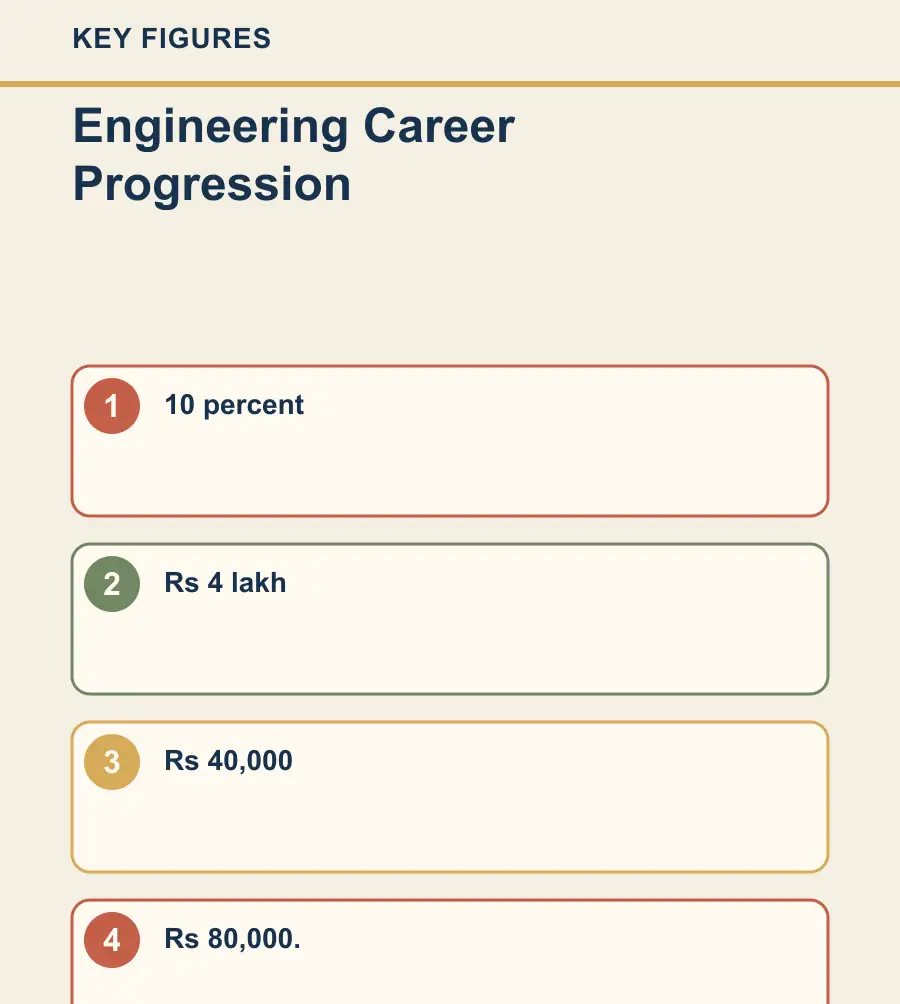 KEY FIGURES
Engineering Career
Progression
1
10 percent
2
Rs 4 lakh
3
Rs 40,000
4
Rs 80,000.